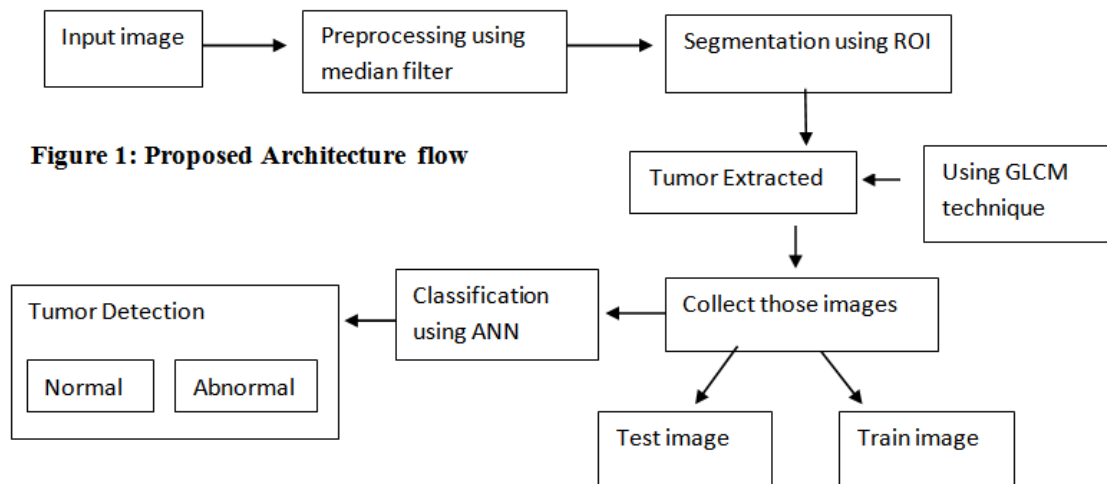 Input image
Preprocessing using
median filter
Segmentation using ROI
Figure 1: Proposed Architecture flow
Tumor Extracted
Using GLCM
technique
Collect those images
Classification
using ANN
Tumor Detection
Normal
Abnormal
Test image
Train image